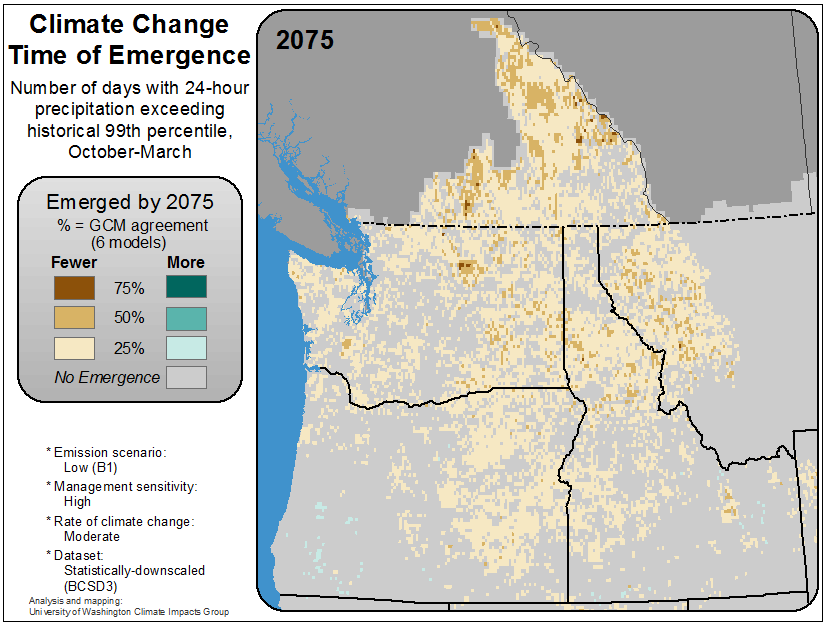 Climate Change
Time of Emergence
Number of days with 24-hour
precipitation exceeding
historical 99th percentile,
October-March
Emerged by 2075
% = GCM agreement
(6 models)
Fewer More
75%
50%
25%
No Emergence
* Emission scenario:
Low (B1)
* Management sensitivity:
High
* Rate of climate change:
Moderate
* Dataset:
Statistically-downscaled
(BCSD3)
Analysis and mapping:
University of Washington Climate Impacts Group
2075